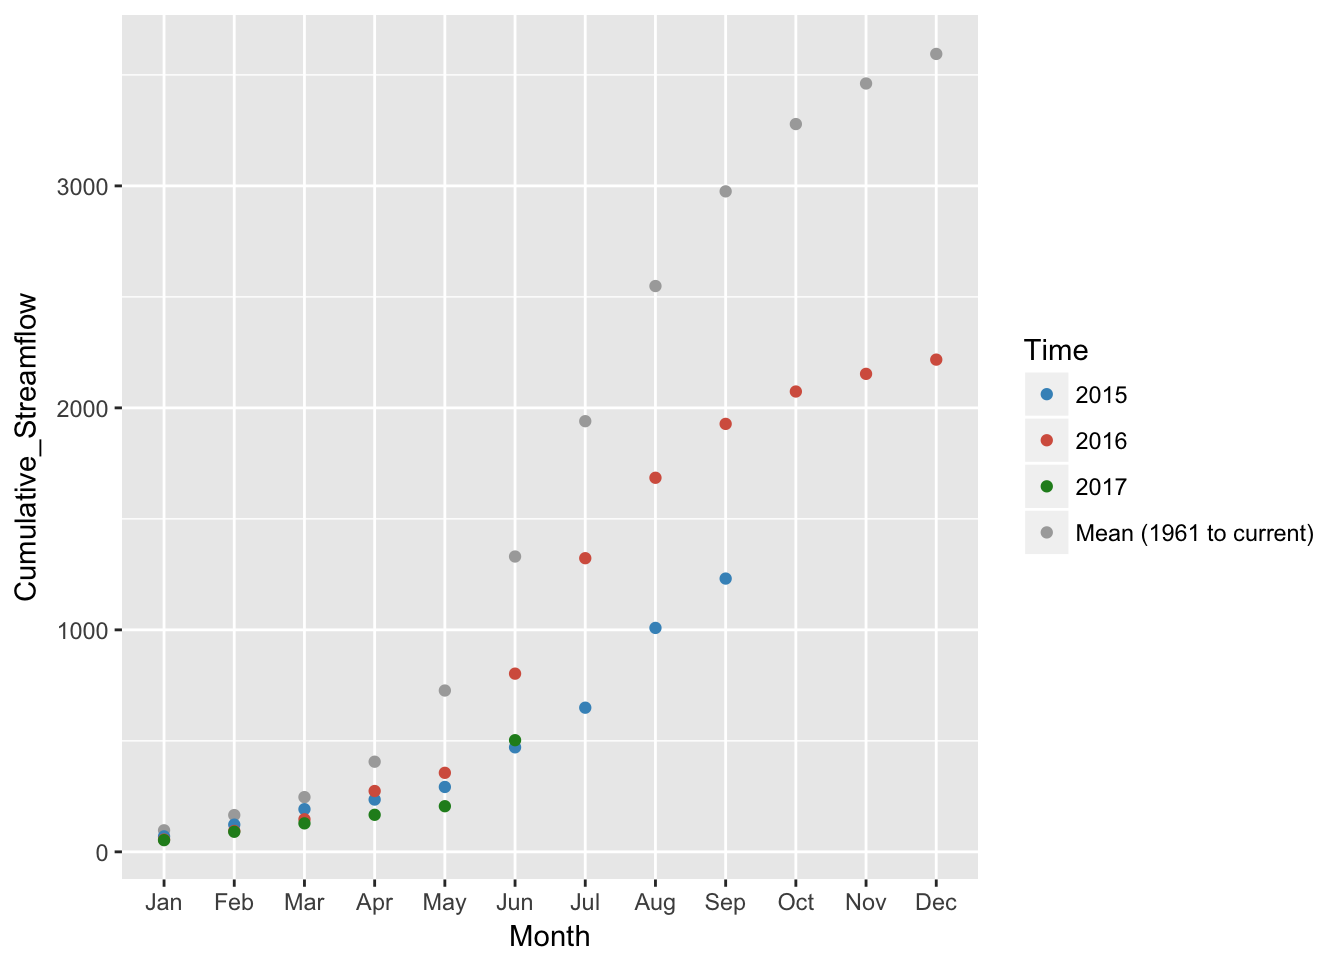 Cumulative_Streamflow
3000
2000
1000
0
Jan Feb Mar Apr May Jun Jul Aug Sep Oct Nov Dec
Month
Time
2015
2016
2017
Mean (1961 to current)